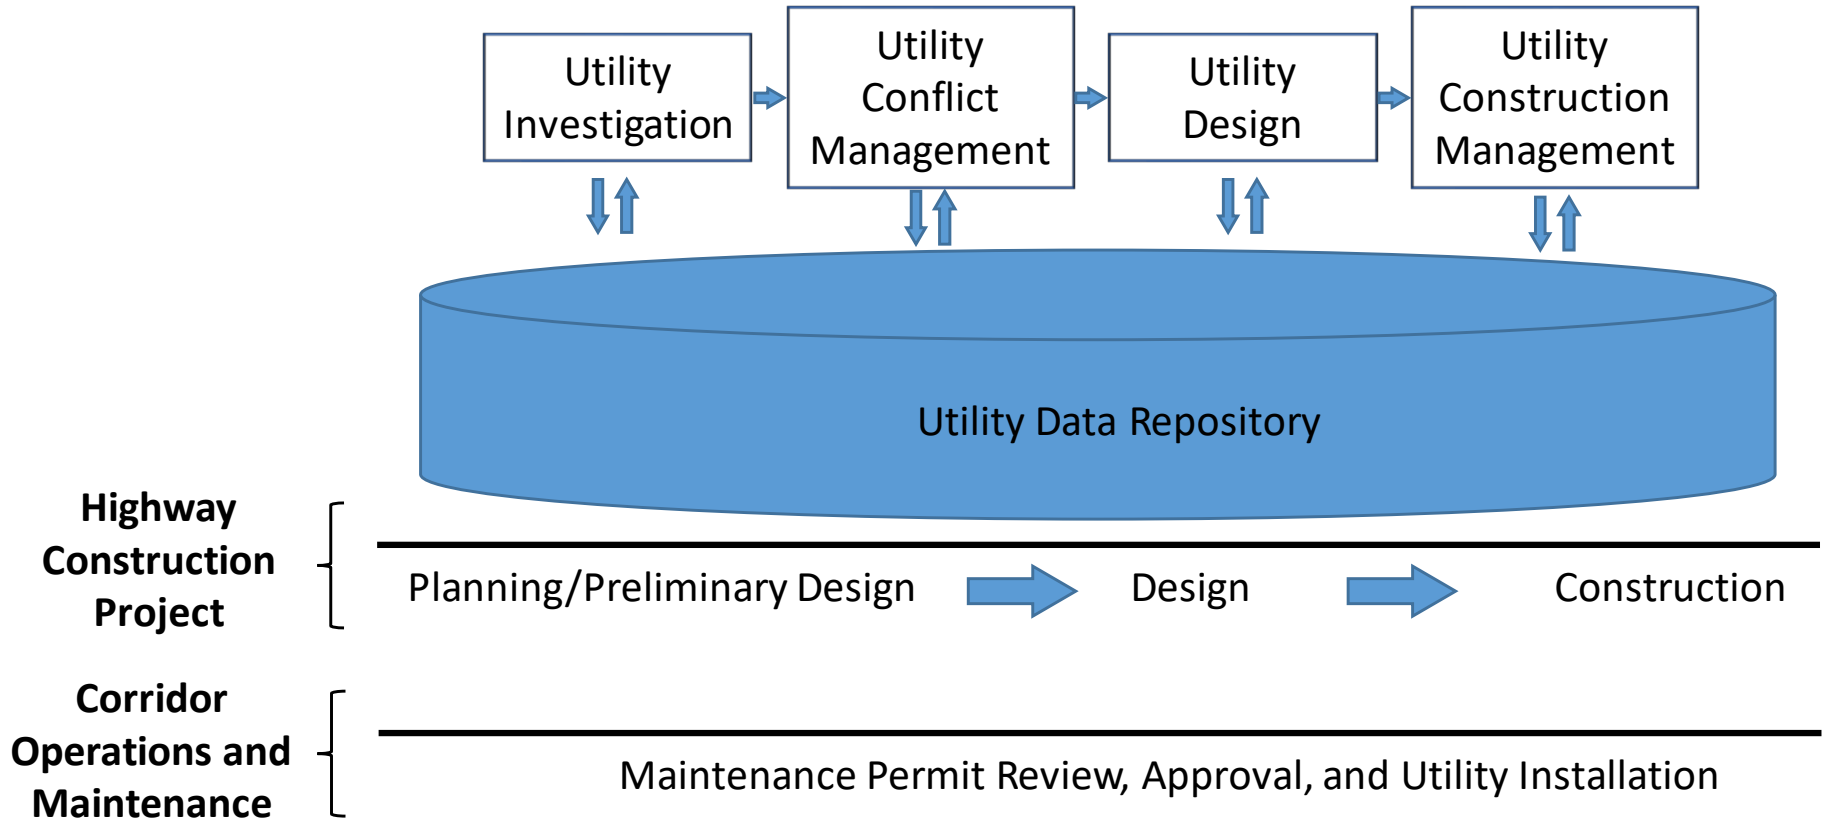 Utility
Investigation
Utility
Conflict
Management
Utility
Design
Utility
Construction
Management
Utility Data Repository
Highway
Construction
Project
Planning/Preliminary Design
Design
Construction
Corridor
Operations and
Maintenance
Maintenance Permit Review, Approval, and Utility Installation